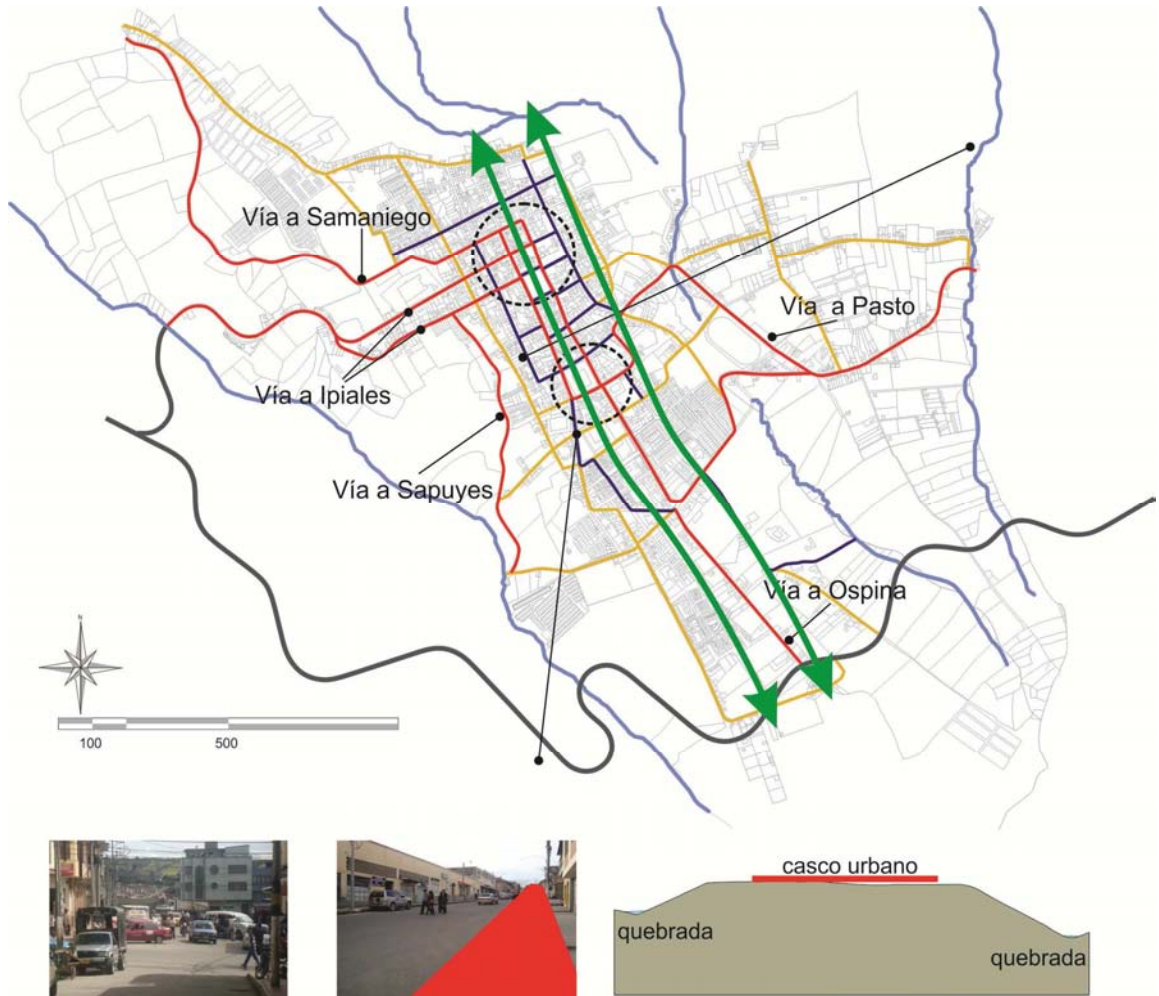 Vía a Samaniego
Vía a Pasto
Vía a Ipiales
Vía a Sapuyes
Vía a Ospina
N
100
500
casco urbano
quebrada
quebrada